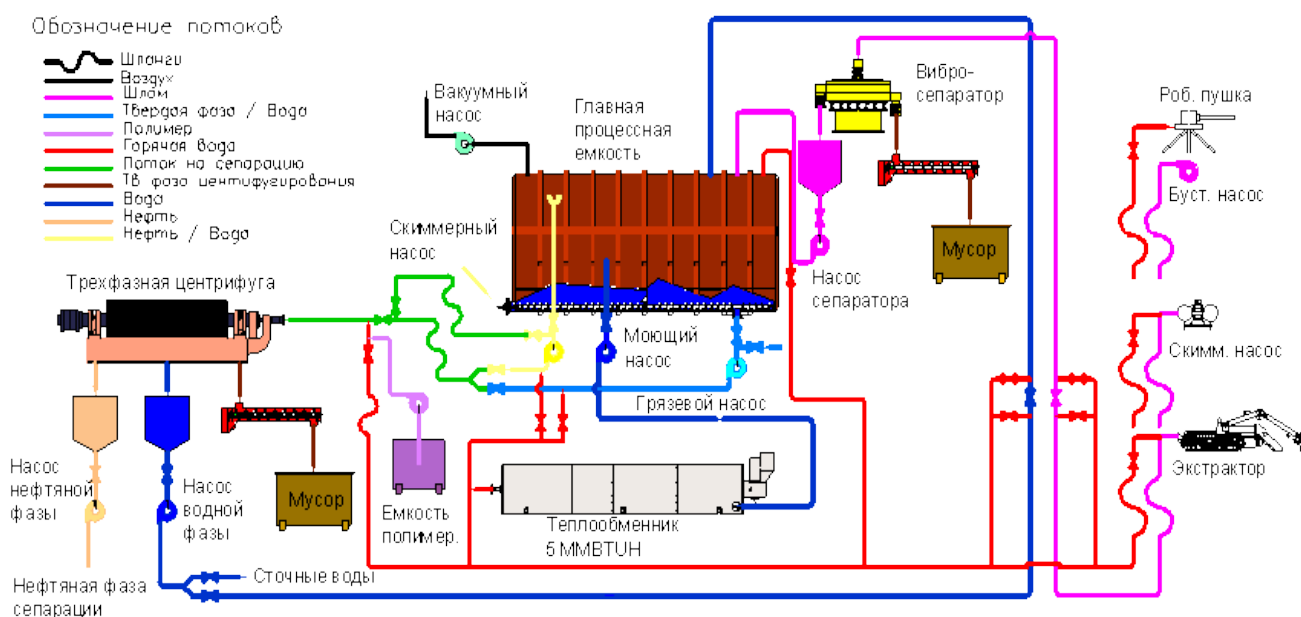 Обозначение потоков
Шланги
Воздух
Шлам
Твердая фаза / Вода
Полимер
Горячая вода
Поток на сепарацию
Тв фаза центифугирования
Вода
Нефть
Нефть / Вода
Вакуумный
насос
Главная
процессная
емкость
Вибро-
сепаратор
Роб. пушка
Буст. насос
Мусор
Скиммерный
насос
Насос
сепаратора
Трехфазная центрифуга
Моющий
насос
Скимм. насос
Грязевой насос
Экстрактор
Насос
нефтяной
фазы
Насос
водной
фазы
Мусор
Емкость
полимер.
Теплообменник
5 MMBTUH
Сточные воды
Нефтяная фаза
сепарации